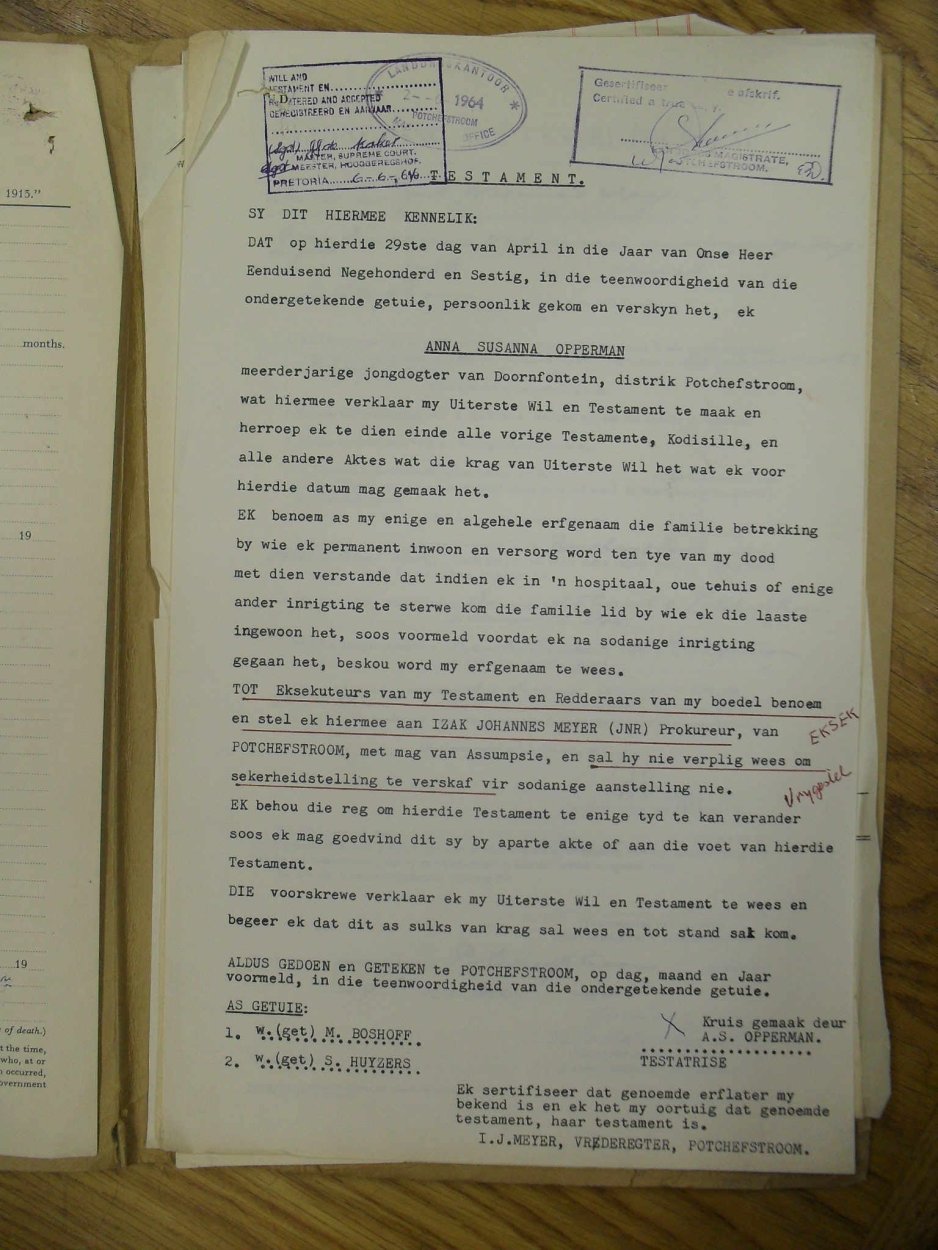 1915."
months.
19
19
of death.)
t the time,
who, at or
occurred,
overnment
WILL AND
TESTAMENT EN
REGISTERED AND ACCEPTED
GEREGISTREERD EN AANVAAR
MASTER, SUPREME COURT.
MEESTER, HOOGGEREGSHOF.
PRETORIA 6-6-64
LANDDROSKANTOOR
1964
POTCHEFSTROOM
OFFICE
Gesertifiseer afskrif.
Certified a true
MAGISTRATE,
POTCHEFSTROOM.
TESTAMENT.
SY DIT HIERMEE KENNELIK:
DAT op hierdie 29ste dag van April in die Jaar van Onse Heer
Eenduisend Negehonderd en Sestig, in die teenwoordigheid van die
ondergetekende getuie, persoonlik gekom en verskyn het, ek
ANNA SUSANNA OPPERMAN
meerderjarige jongdogter van Doornfontein, distrik Potchefstroom,
wat hiermee verklaar my Uiterste Wil en Testament te maak en
herroep ek te dien einde alle vorige Testamente, Kodisille, en
alle andere Aktes wat die krag van Uiterste Wil het wat ek voor
hierdie datum mag gemaak het.
EK benoem as my enige en algehele erfgenaam die familie betrekking
by wie ek permanent inwoon en versorg word ten tye van my dood
met dien verstande dat indien ek in 'n hospitaal, oue tehuis of enige
ander inrigting te sterwe kom die familie lid by wie ek die laaste
ingewoon het, soos voormeld voordat ek na sodanige inrigting
gegaan het, beskou word my erfgenaam te wees.
TOT Eksekuteurs van my Testament en Redderaars van my boedel benoem
en stel ek hiermee aan IZAK JOHANNES MEYER (JNR) Prokureur, van
EKSEK
POTCHEFSTROOM, met mag van Assumpsie, en sal hy nie verplig wees om
sekerheidstelling te verskaf vir sodanige aanstelling nie.
Vrygestel
EK behou die reg om hierdie Testament te enige tyd te kan verander
soos ek mag goedvind dit sy by aparte akte of aan die voet van hierdie
Testament.
DIE voorskrewe verklaar ek my Uiterste Wil en Testament te wees en
begeer ek dat dit as sulks van krag sal wees en tot stand sal kom.
ALDUS GEDOEN en GETEKEN te POTCHEFSTROOM, op dag, maand en Jaar
voormeld, in die teenwoordigheid van die ondergetekende getuie.
AS GETUIE:
1. w.(get) M. BOSHOFF
2. w.(get) S. HUYZERS
X Kruis gemaak deur
A.S. OPPERMAN.
TESTATRISE
Ek sertifiseer dat genoemde erflater my
bekend is en ek het my oortuig dat genoemde
testament, haar testament is.
I.J.MEYER, VREDEREGTER, POTCHEFSTROOM.